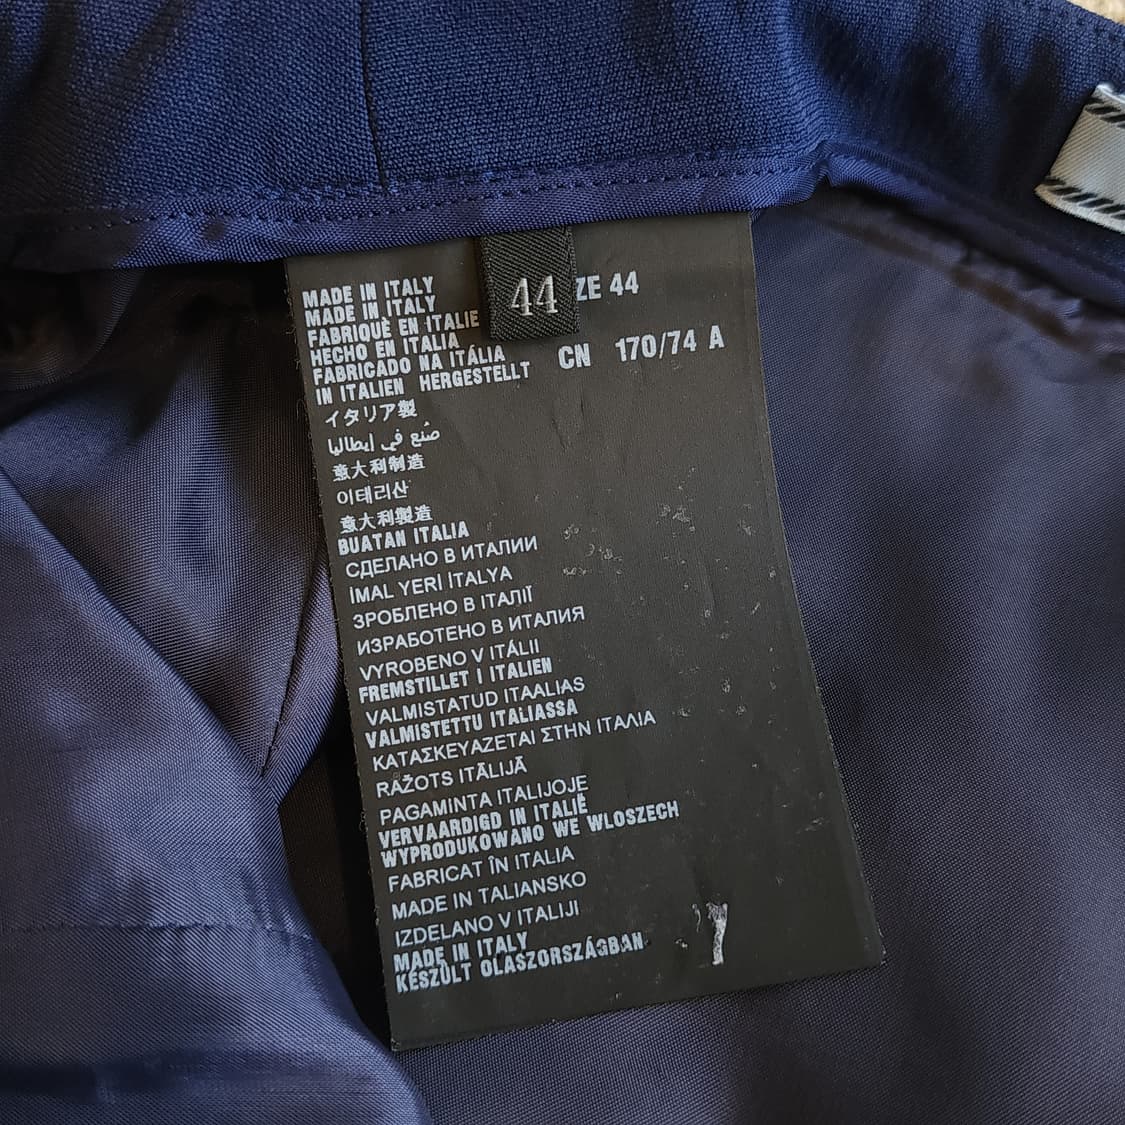 44
ZE 44
CN 170/74 A
MADE IN ITALY
MADE IN ITALY
FABRIQUÈ EN ITALIE
HECHO EN ITALIA
FABRICADO NA ITÁLIA
IN ITALIEN HERGESTELLT
イタリア製
صُنع في إيطاليا
意大利制造
이테리산
意大利製造
BUATAN ITALIA
СДЕЛАНО В ИТАЛИИ
İMAL YERİ İTALYA
ЗРОБЛЕНО В ІТАЛІЇ
ИЗРАБОТЕНО В ИТАЛИЯ
VYROBENO V ITÁLII
FREMSTILLET I ITALIEN
VALMISTATUD ITAALIAS
VALMISTETTU ITALIASSA
ΚΑΤΑΣΚΕΥΑΖΕΤΑΙ ΣΤΗΝ ΙΤΑΛΙΑ
RAŽOTS ITĀLIJĀ
PAGAMINTA ITALIJOJE
VERVAARDIGD IN ITALIË
WYPRODUKOWANO WE WLOSZECH
FABRICAT ÎN ITALIA
MADE IN TALIANSKO
IZDELANO V ITALIJI
MADE IN ITALY
KÉSZÜLT OLASZORSZÁGBAN